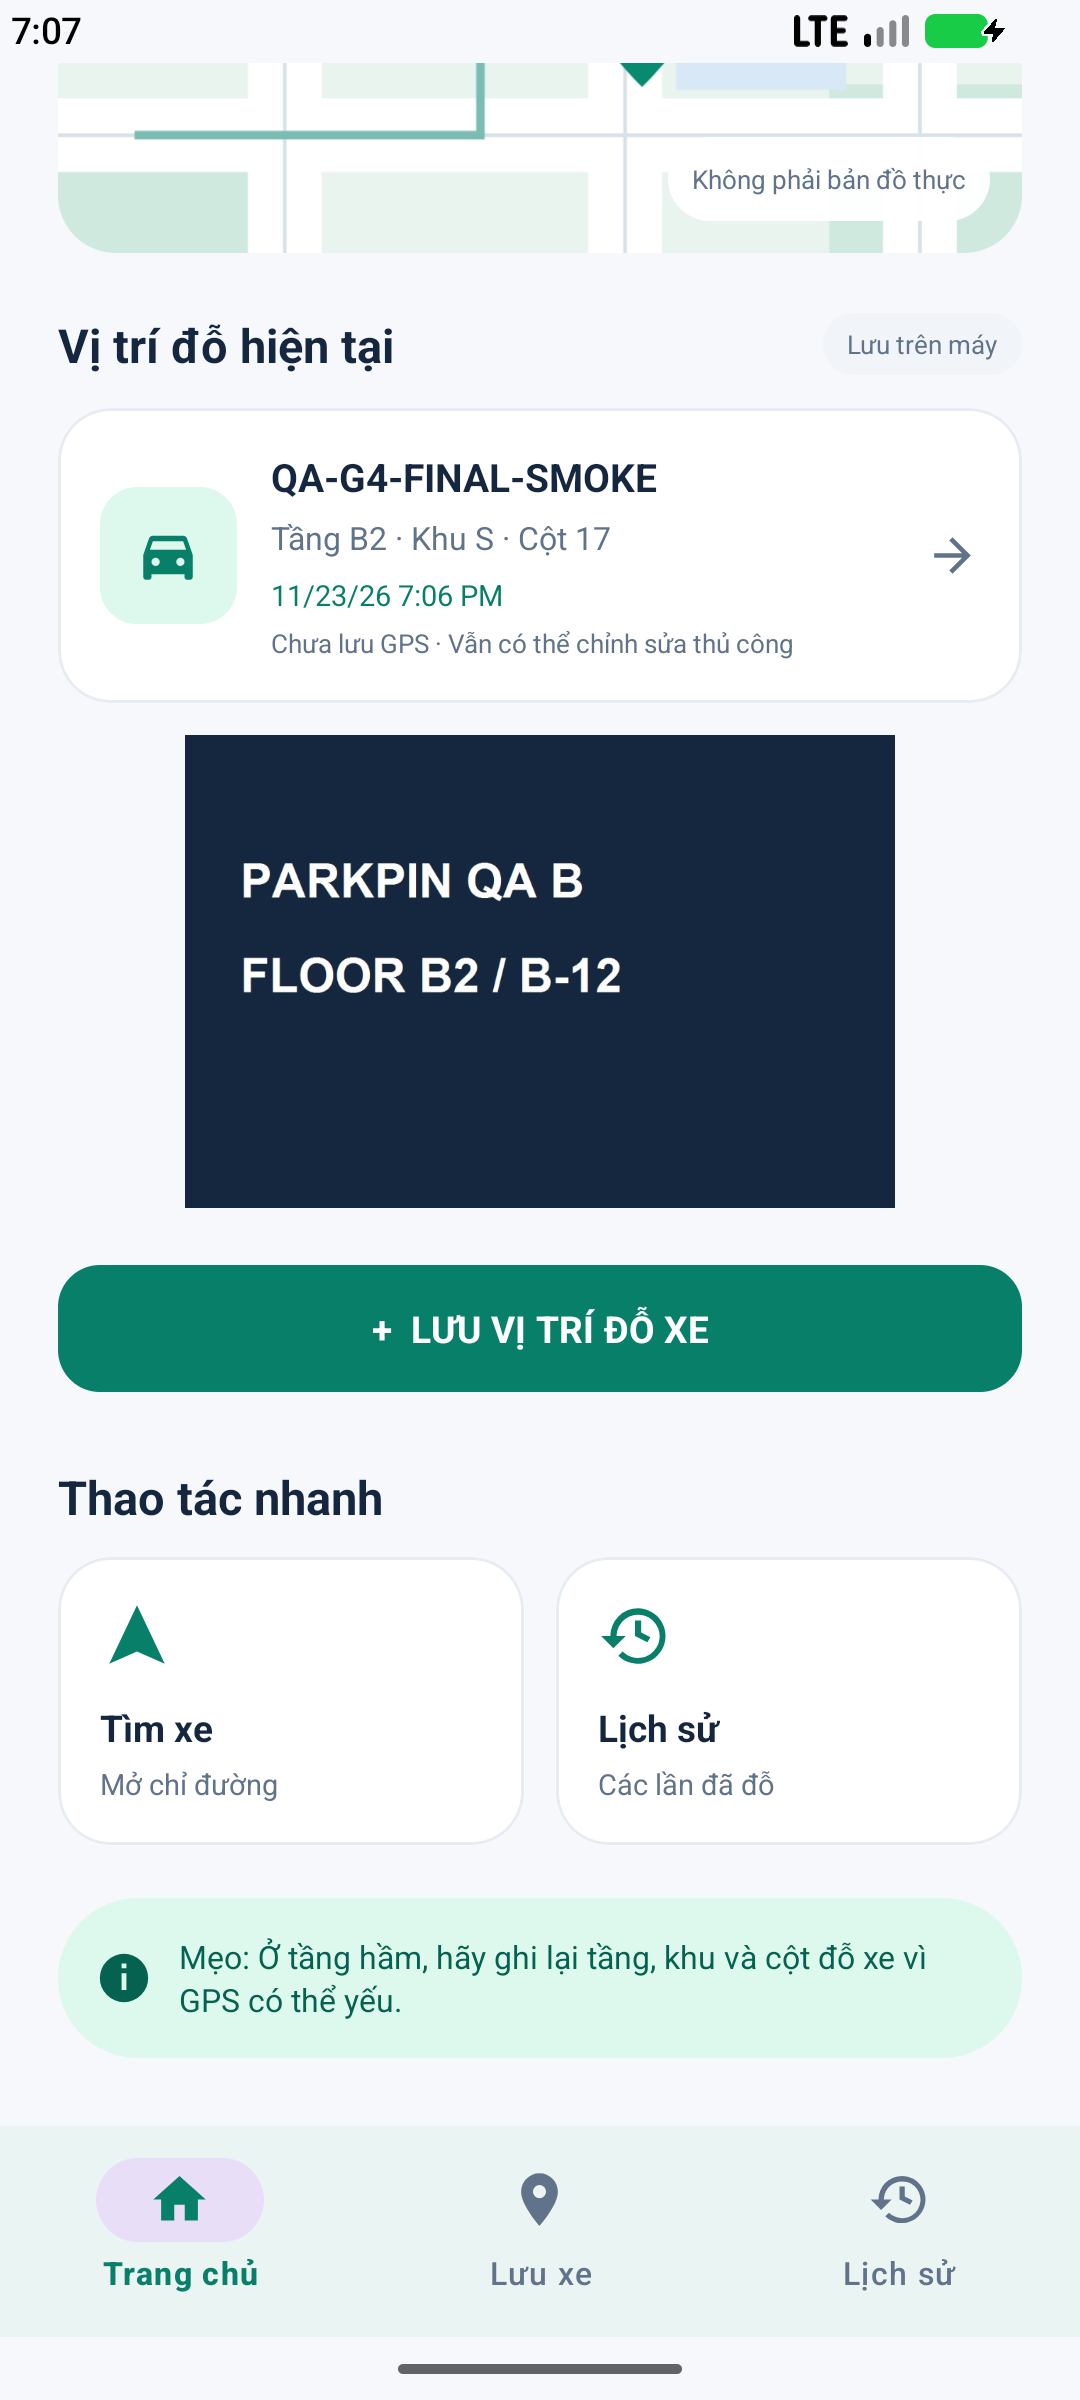 7:07
LTE
Không phải bản đồ thực
Vị trí đỗ hiện tại
Lưu trên máy
QA-G4-FINAL-SMOKE
Tầng B2 · Khu S · Cột 17
11/23/26 7:06 PM
Chưa lưu GPS · Vẫn có thể chỉnh sửa thủ công
PARKPIN QA B
FLOOR B2 / B-12
+ LƯU VỊ TRÍ ĐỖ XE
Thao tác nhanh
Tìm xe
Mở chỉ đường
Lịch sử
Các lần đã đỗ
Mẹo: Ở tầng hầm, hãy ghi lại tầng, khu và cột đỗ xe vì
GPS có thể yếu.
Trang chủ
Lưu xe
Lịch sử